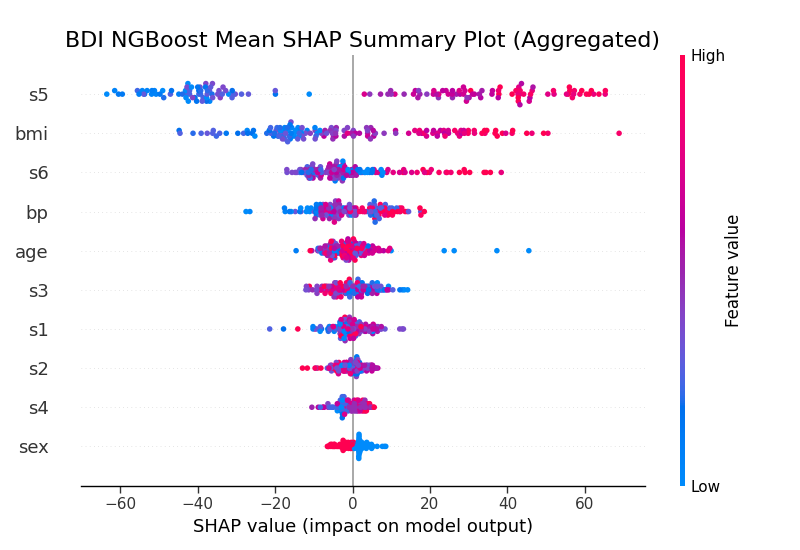 BDI NGBoost Mean SHAP Summary Plot (Aggregated)
High
s5
bmi
s6
bp
age
s3
s1
s2
s4
sex
Feature value
Low
−60 −40 −20 0 20 40 60
SHAP value (impact on model output)